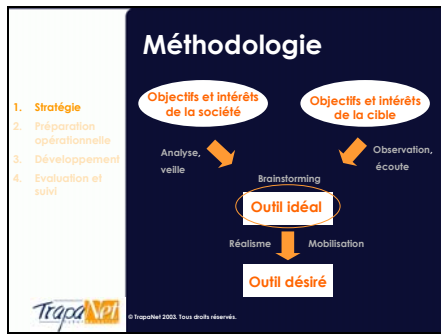 Méthodologie
1. Stratégie
2. Préparation
opérationnelle
3. Développement
4. Evaluation et
suivi
Objectifs et intérêts
de la société
Objectifs et intérêts
de la cible
Analyse,
veille
Observation,
écoute
Brainstorming
Outil idéal
Réalisme
Mobilisation
Outil désiré
TrapaNet
© TrapaNet 2003. Tous droits réservés.